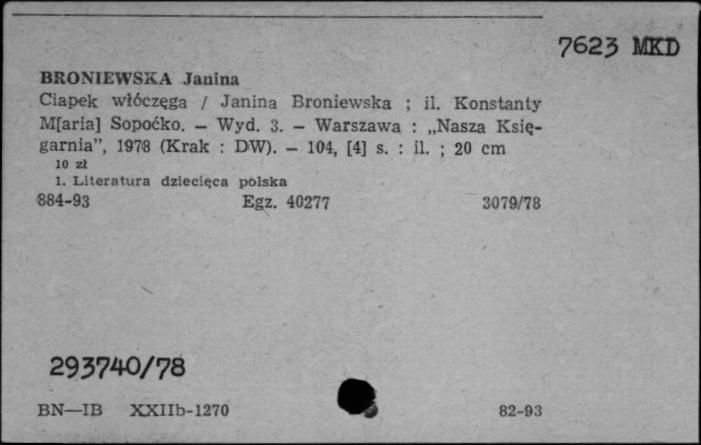 7623 MKD
BRONIEWSKA Janina
Ciapek włóczęga / Janina Broniewska ; il. Konstanty
M[aria] Sopoćko. — Wyd. 3. — Warszawa : „Nasza Księ-
garnia”, 1978 (Krak : DW). — 104, [4] s. : il. ; 20 cm
10 zł
1. Literatura dziecięca polska
884-93 Egz. 40277 3079/78
293740/78
BN—IB XXIIb-1270 82-93